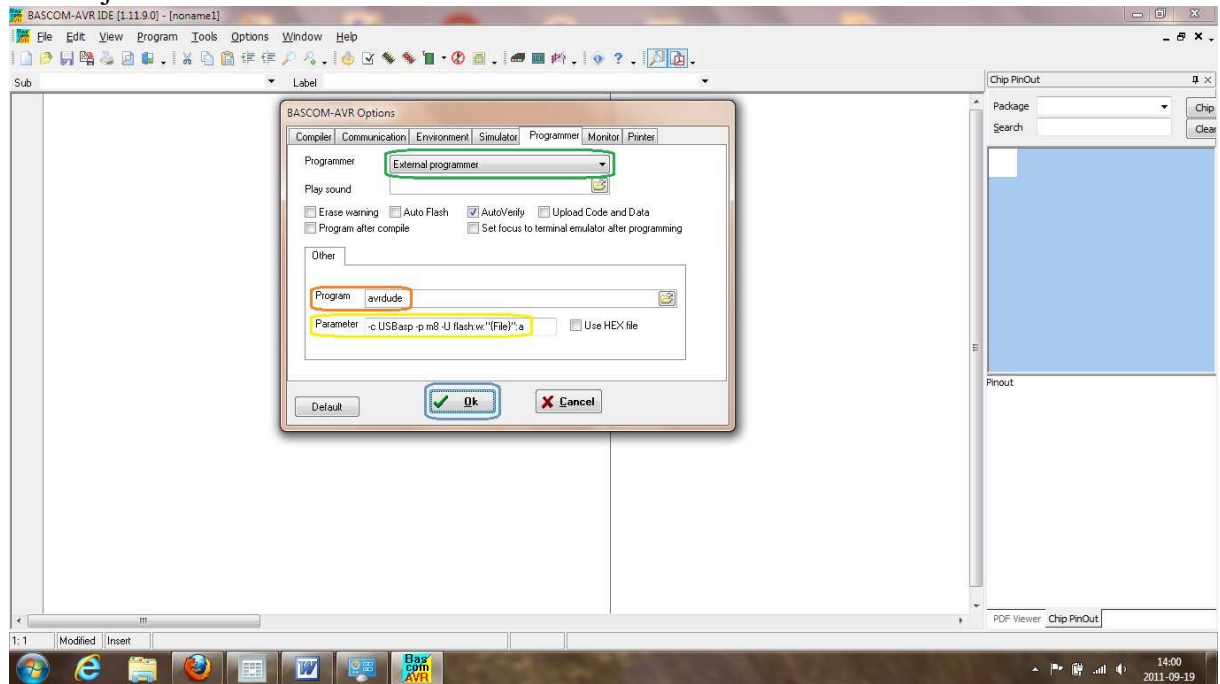 BASCOM-AVR IDE [1.11.9.0] - [noname1]
File Edit View Program Tools Options Window Help
Sub Label Chip PinOut
Package Chip
Search Clear
BASCOM-AVR Options
Compiler Communication Environment Simulator Programmer Monitor Printer
Programmer External programmer
Play sound
Erase warning Auto Flash AutoVerify Upload Code and Data
Program after compile Set focus to terminal emulator after programming
Other
Program avrdude
Parameter -c USBasp -p m8 -U flash:w:"{File}":a Use HEX file
Default Ok Cancel
Pinout
PDF Viewer Chip PinOut
1: 1 Modified Insert
Bas
com
AVR
14:00
2011-09-19